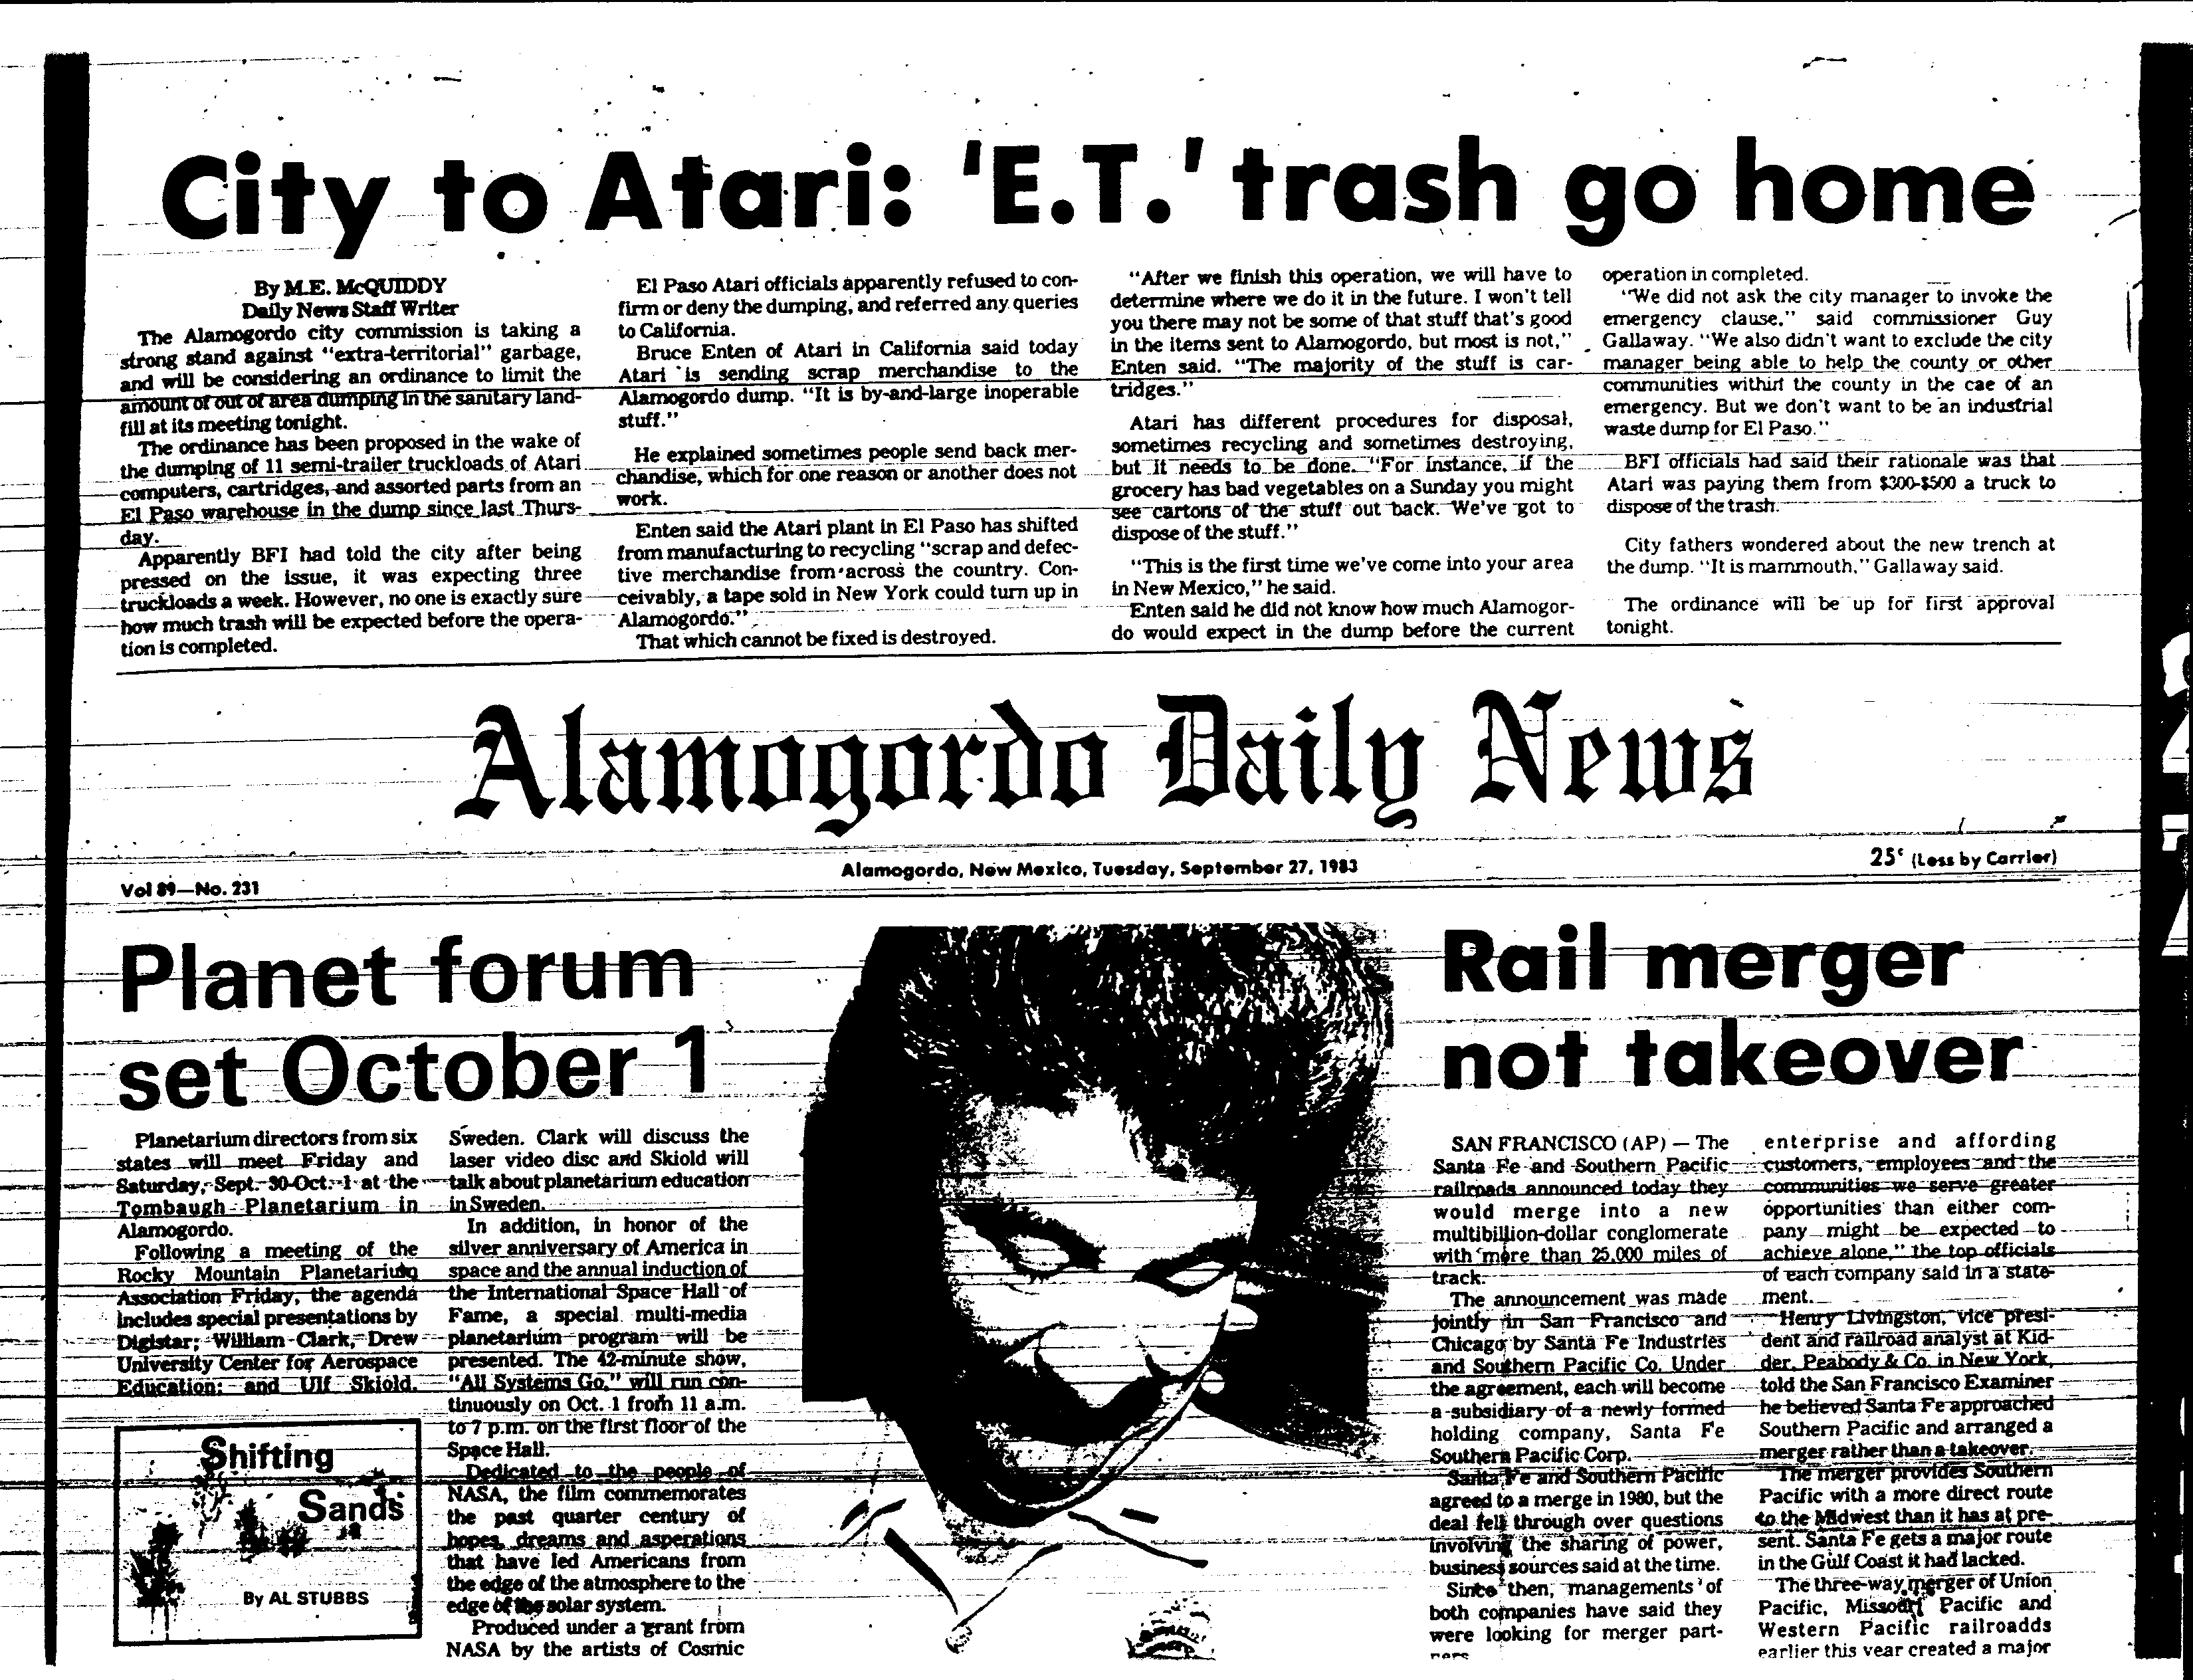 City to Atari: 'E.T.' trash go home
By M.E. McQUIDDY
Daily News Staff Writer
The Alamogordo city commission is taking a
strong stand against "extra-territorial" garbage,
and will be considering an ordinance to limit the
amount of out of area dumping in the sanitary land-
fill at its meeting tonight.
The ordinance has been proposed in the wake of
the dumping of 11 semi-trailer truckloads of Atari
computers, cartridges, and assorted parts from an
El Paso warehouse in the dump since last Thurs-
day.
Apparently BFI had told the city after being
pressed on the issue, it was expecting three
truckloads a week. However, no one is exactly sure
how much trash will be expected before the opera-
tion is completed.
El Paso Atari officials apparently refused to con-
firm or deny the dumping, and referred any queries
to California.
Bruce Enten of Atari in California said today
Atari is sending scrap merchandise to the
Alamogordo dump. "It is by-and-large inoperable
stuff."
He explained sometimes people send back mer-
chandise, which for one reason or another does not
work.
Enten said the Atari plant in El Paso has shifted
from manufacturing to recycling "scrap and defec-
tive merchandise from across the country. Con-
ceivably, a tape sold in New York could turn up in
Alamogordo."
That which cannot be fixed is destroyed.
"After we finish this operation, we will have to
determine where we do it in the future. I won't tell
you there may not be some of that stuff that's good
in the items sent to Alamogordo, but most is not,"
Enten said. "The majority of the stuff is car-
tridges."
Atari has different procedures for disposal,
sometimes recycling and sometimes destroying,
but it needs to be done. "For instance, if the
grocery has bad vegetables on a Sunday you might
see cartons of the stuff out back. We've got to
dispose of the stuff."
"This is the first time we've come into your area
in New Mexico," he said.
Enten said he did not know how much Alamogor-
do would expect in the dump before the current
operation in completed.
"We did not ask the city manager to invoke the
emergency clause," said commissioner Guy
Gallaway. "We also didn't want to exclude the city
manager being able to help the county or other
communities within the county in the cae of an
emergency. But we don't want to be an industrial
waste dump for El Paso."
BFI officials had said their rationale was that
Atari was paying them from $300-$500 a truck to
dispose of the trash.
City fathers wondered about the new trench at
the dump. "It is mammouth," Gallaway said.
The ordinance will be up for first approval
tonight.
Alamogordo Daily News
Vol 89—No. 231
Alamogordo, New Mexico, Tuesday, September 27, 1983
25¢ (Less by Carrier)
Planet forum
set October 1
Planetarium directors from six
states will meet Friday and
Saturday, Sept. 30-Oct. 1 at the
Tombaugh Planetarium in
Alamogordo.
Following a meeting of the
Rocky Mountain Planetarium
Association Friday, the agenda
includes special presentations by
Digistar; William Clark, Drew
University Center for Aerospace
Education; and Ulf Skiold.
Sweden. Clark will discuss the
laser video disc and Skiold will
talk about planetarium education
in Sweden.
In addition, in honor of the
silver anniversary of America in
space and the annual induction of
the International Space Hall of
Fame, a special multi-media
planetarium program will be
presented. The 42-minute show,
"All Systems Go," will run con-
tinuously on Oct. 1 from 11 a.m.
to 7 p.m. on the first floor of the
Space Hall.
Dedicated to the people of
NASA, the film commemorates
the past quarter century of
hopes, dreams and asperations
that have led Americans from
the edge of the atmosphere to the
edge of the solar system.
Produced under a grant from
NASA by the artists of Cosmic
Shifting
Sands
By AL STUBBS
Rail merger
not takeover
SAN FRANCISCO (AP) — The
Santa Fe and Southern Pacific
railroads announced today they
would merge into a new
multibillion-dollar conglomerate
with more than 25,000 miles of
track.
The announcement was made
jointly in San Francisco and
Chicago by Santa Fe Industries
and Southern Pacific Co. Under
the agreement, each will become
a subsidiary of a newly formed
holding company, Santa Fe
Southern Pacific Corp.
Santa Fe and Southern Pacific
agreed to a merge in 1980, but the
deal fell through over questions
involving the sharing of power,
business sources said at the time.
Since then, managements of
both companies have said they
were looking for merger part-
ners
enterprise and affording
customers, employees and the
communities we serve greater
opportunities than either com-
pany might be expected to
achieve alone," the top officials
of each company said in a state-
ment.
Henry Livingston, vice presi-
dent and railroad analyst at Kid-
der, Peabody & Co. in New York,
told the San Francisco Examiner
he believed Santa Fe approached
Southern Pacific and arranged a
merger rather than a takeover.
The merger provides Southern
Pacific with a more direct route
to the Midwest than it has at pre-
sent. Santa Fe gets a major route
in the Gulf Coast it had lacked.
The three-way merger of Union
Pacific, Missouri Pacific and
Western Pacific railroadds
earlier this year created a major